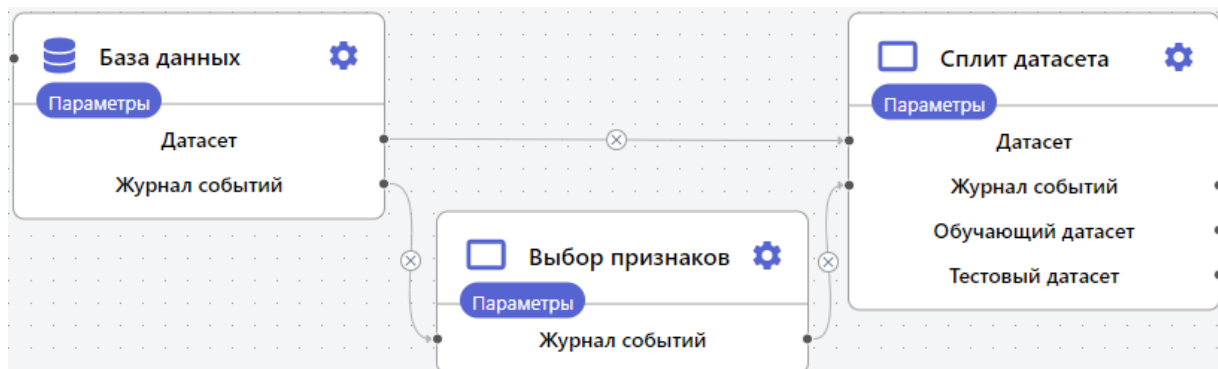 База данных
Параметры
Датасет
Журнал событий
Выбор признаков
Параметры
Журнал событий
Сплит датасета
Параметры
Датасет
Журнал событий
Обучающий датасет
Тестовый датасет